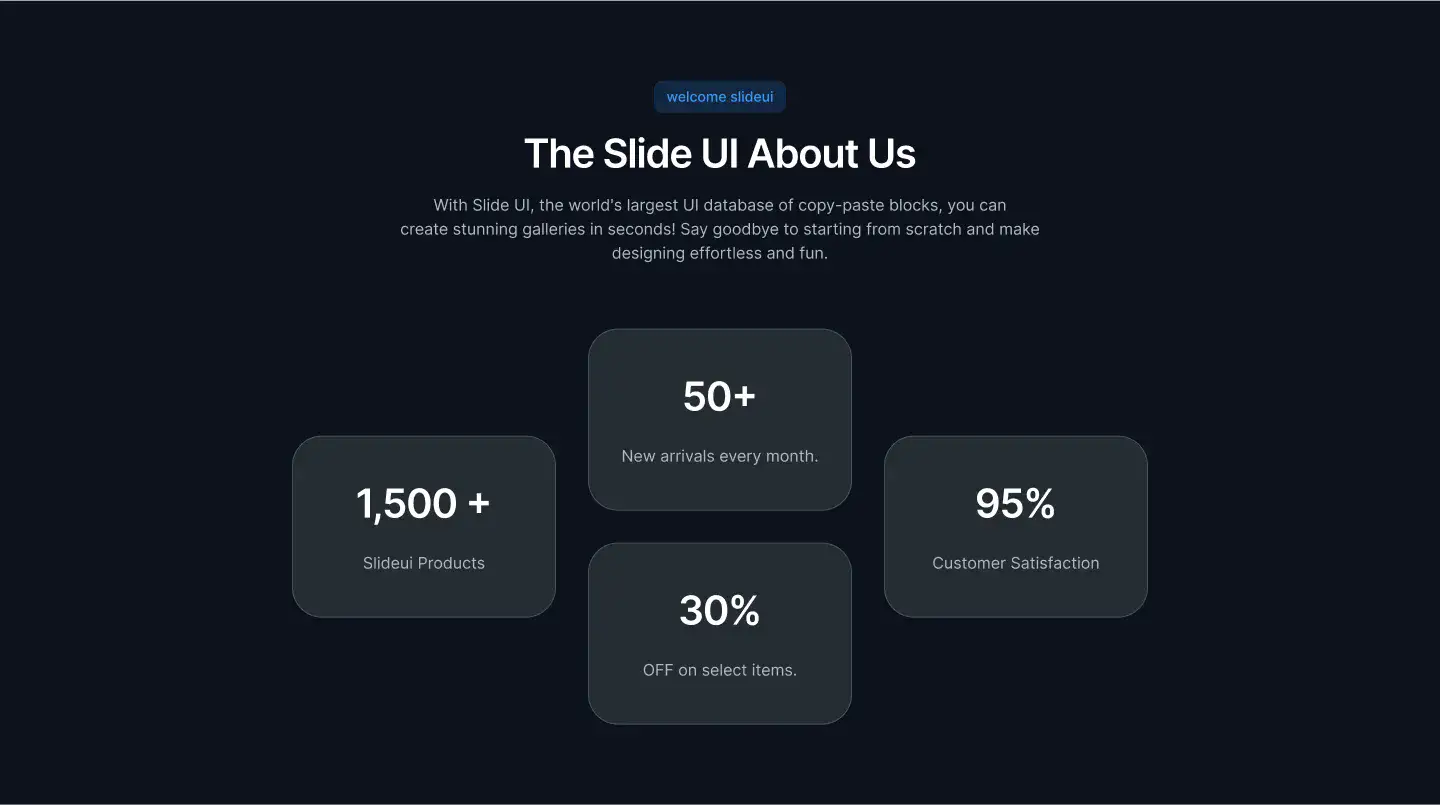 welcome slideui
The Slide UI About Us
With Slide UI, the world's largest UI database of copy-paste blocks, you can
create stunning galleries in seconds! Say goodbye to starting from scratch and make
designing effortless and fun.
1,500 +
Slideui Products
50+
New arrivals every month.
30%
OFF on select items.
95%
Customer Satisfaction